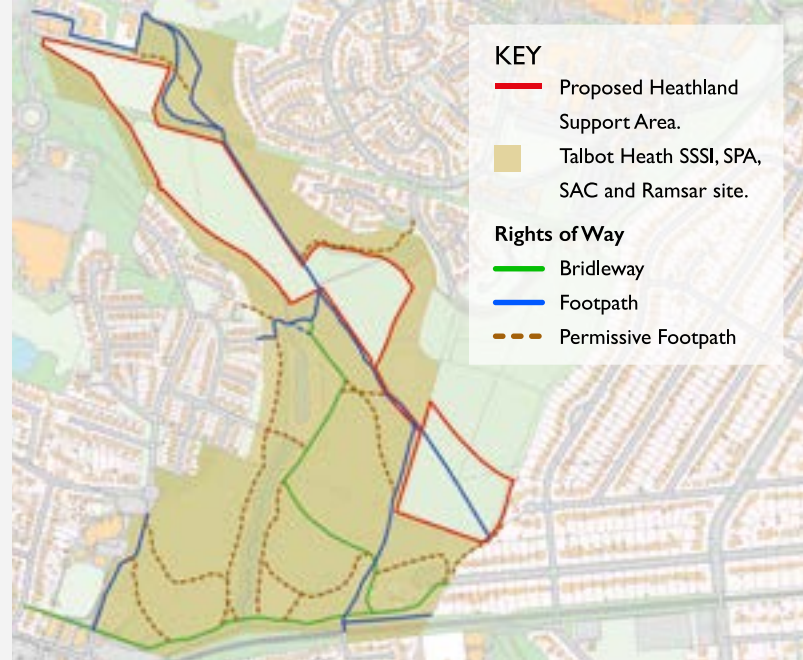 KEY
Proposed Heathland
Support Area.
Talbot Heath SSSI, SPA,
SAC and Ramsar site.
Rights of Way
Bridleway
Footpath
Permissive Footpath